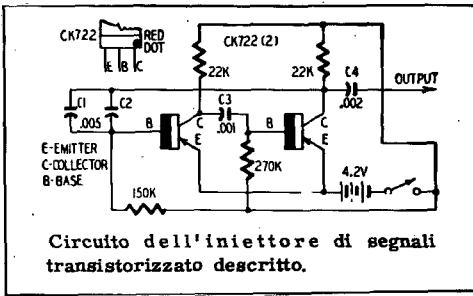 CK722
RED
DOT
E B C
CK722 (2)
22K
22K
C4
OUTPUT
.002
C1
.005
C2
C3
.001
B
C
E
B
C
E
E-EMITTER
C-COLLECTOR
B-BASE
270K
4.2V
150K
Circuito dell'iniettore di segnali
transistorizzato descritto.